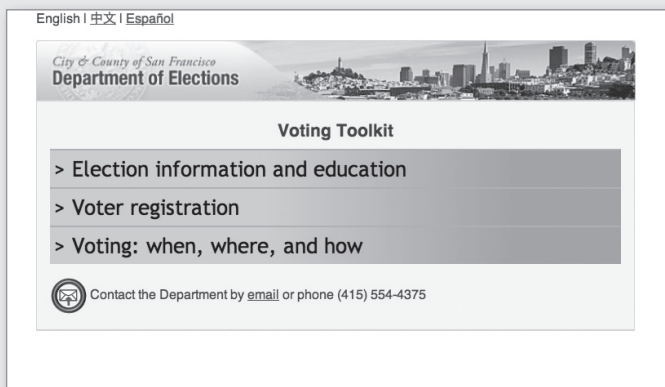 English | 中文 | Español
City & County of San Francisco
Department of Elections
Voting Toolkit
> Election information and education
> Voter registration
> Voting: when, where, and how
Contact the Department by email or phone (415) 554-4375